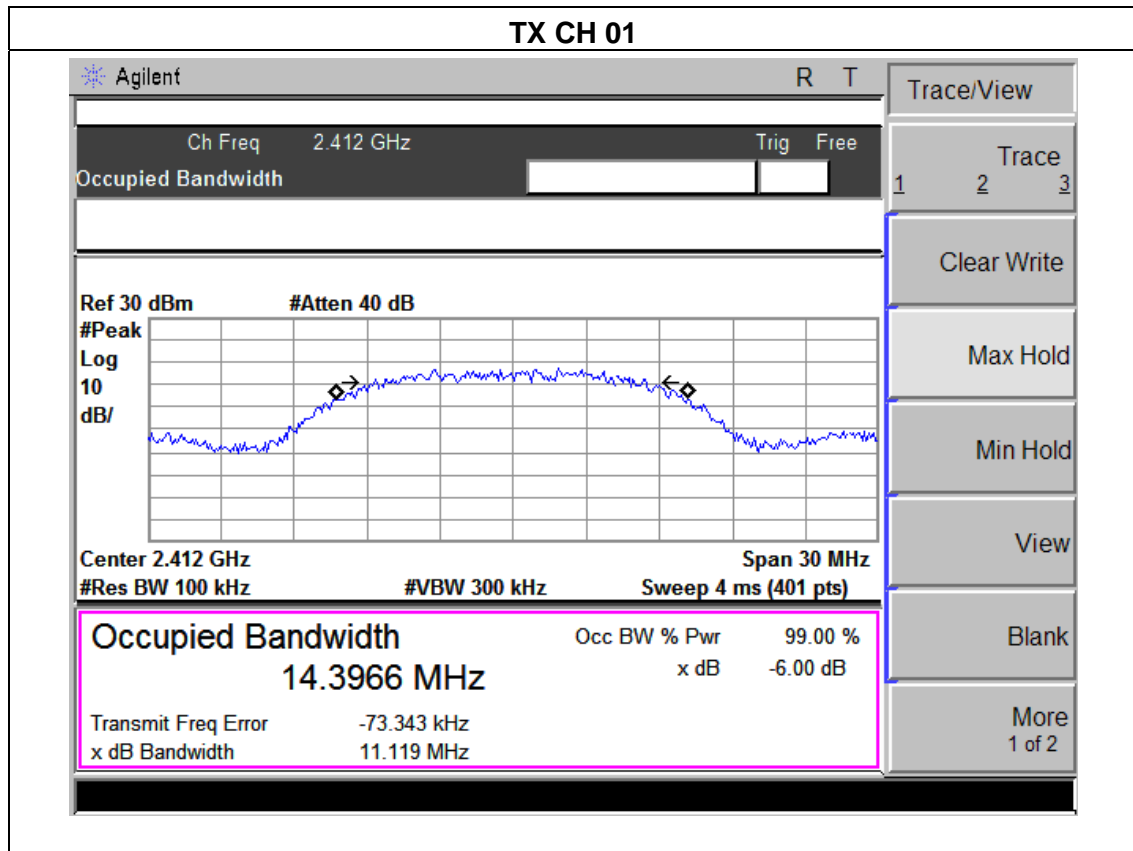 TX CH 01
Agilent R T
Ch Freq 2.412 GHz Trig Free
Occupied Bandwidth
Ref 30 dBm #Atten 40 dB
#Peak
Log
10
dB/
Center 2.412 GHz Span 30 MHz
#Res BW 100 kHz #VBW 300 kHz Sweep 4 ms (401 pts)
Occupied Bandwidth
14.3966 MHz
Occ BW % Pwr 99.00 %
x dB -6.00 dB
Transmit Freq Error -73.343 kHz
x dB Bandwidth 11.119 MHz
Trace/View
Trace
1 2 3
Clear Write
Max Hold
Min Hold
View
Blank
More
1 of 2